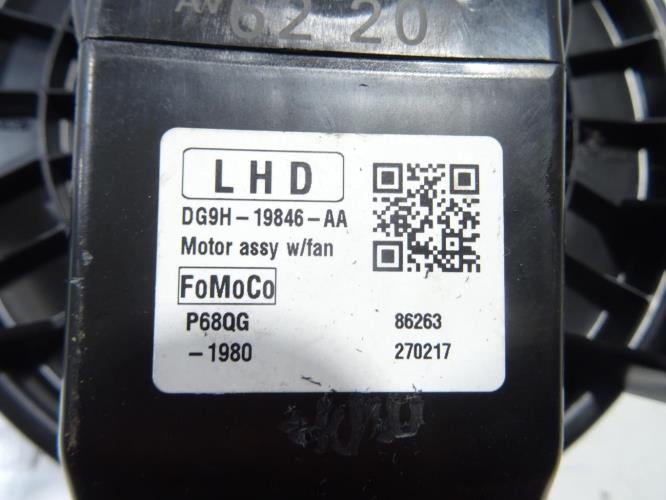 62 20
LHD
DG9H-19846-AA
Motor assy w/fan
FoMoCo
P68QG 86263
-1980 270217